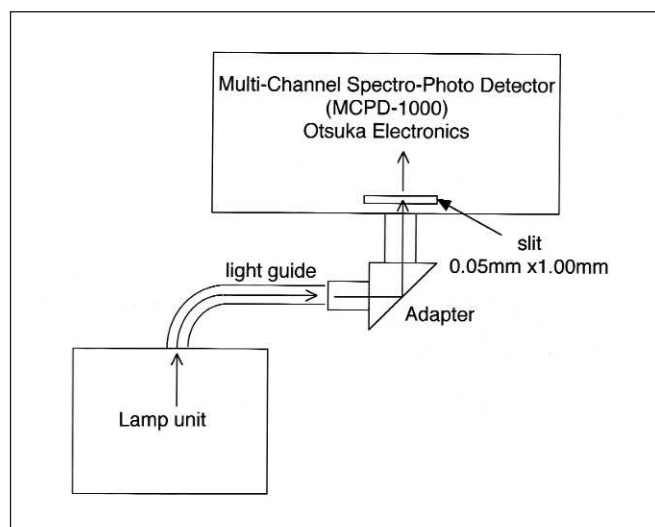 Multi-Channel Spectro-Photo Detector
(MCPD-1000)
Otsuka Electronics
slit
0.05mm x1.00mm
light guide
Adapter
Lamp unit